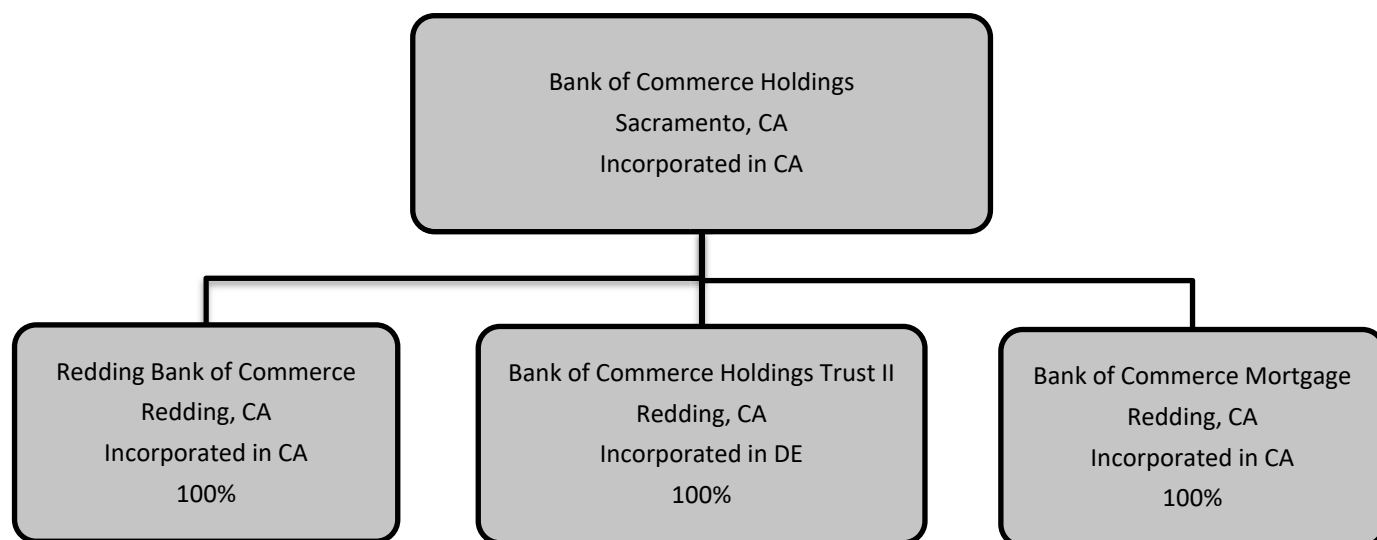 Bank of Commerce Holdings
Sacramento, CA
Incorporated in CA
Redding Bank of Commerce
Redding, CA
Incorporated in CA
100%
Bank of Commerce Holdings Trust II
Redding, CA
Incorporated in DE
100%
Bank of Commerce Mortgage
Redding, CA
Incorporated in CA
100%